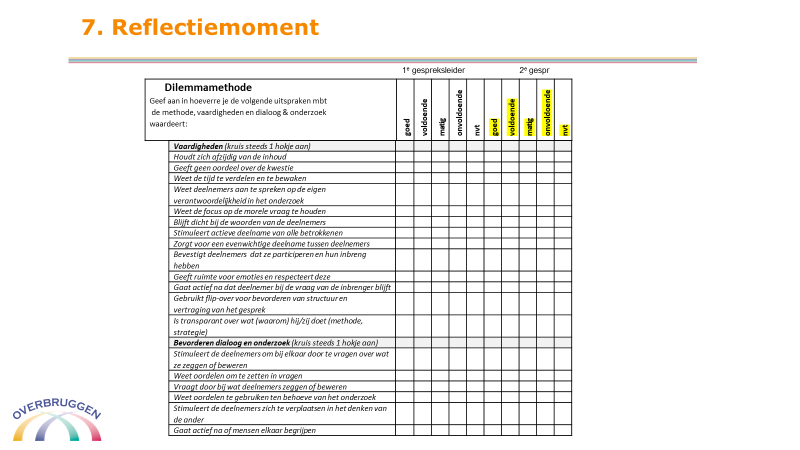 7. Reflectiemoment
1e gespreksleider 2e gespr
Dilemmamethode
Geef aan in hoeverre je de volgende uitspraken mbt
de methode, vaardigheden en dialoog & onderzoek
waardeert:
goed voldoende matig onvoldoende nvt goed voldoende matig onvoldoende nvt
Vaardigheden (kruis steeds 1 hokje aan)
Houdt zich afzijdig van de inhoud
Geeft geen oordeel over de kwestie
Weet de tijd te verdelen en te bewaken
Weet deelnemers aan te spreken op de eigen
verantwoordelijkheid in het onderzoek
Weet de focus op de morele vraag te houden
Blijft dicht bij de woorden van de deelnemers
Stimuleert actieve deelname van alle betrokkenen
Zorgt voor een evenwichtige deelname tussen deelnemers
Bevestigt deelnemers dat ze participeren en hun inbreng
hebben
Geeft ruimte voor emoties en respecteert deze
Gaat actief na dat deelnemer bij de vraag van de inbrenger blijft
Gebruikt flip-over voor bevorderen van structuur en
vertraging van het gesprek
Is transparant over wat (waarom) hij/zij doet (methode,
strategie)
Bevorderen dialoog en onderzoek (kruis steeds 1 hokje aan)
Stimuleert de deelnemers om bij elkaar door te vragen over wat
ze zeggen of beweren
Weet oordelen om te zetten in vragen
Vraagt door bij wat deelnemers zeggen of beweren
Weet oordelen te gebruiken ten behoeve van het onderzoek
Stimuleert de deelnemers zich te verplaatsen in het denken van
de ander
Gaat actief na of mensen elkaar begrijpen
OVERBRUGGEN